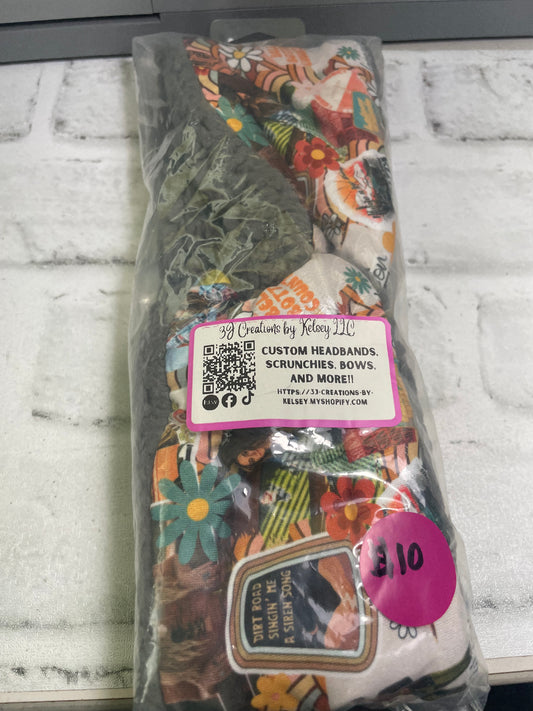 3J Creations by Kelsey LLC
CUSTOM HEADBANDS,
SCRUNCHIES, BOWS,
AND MORE!!
HTTPS://3J-CREATIONS-BY-
KELSEY.MYSHOPIFY.COM
DIRT ROAD
SINGIN' ME
A SIREN SONG
10